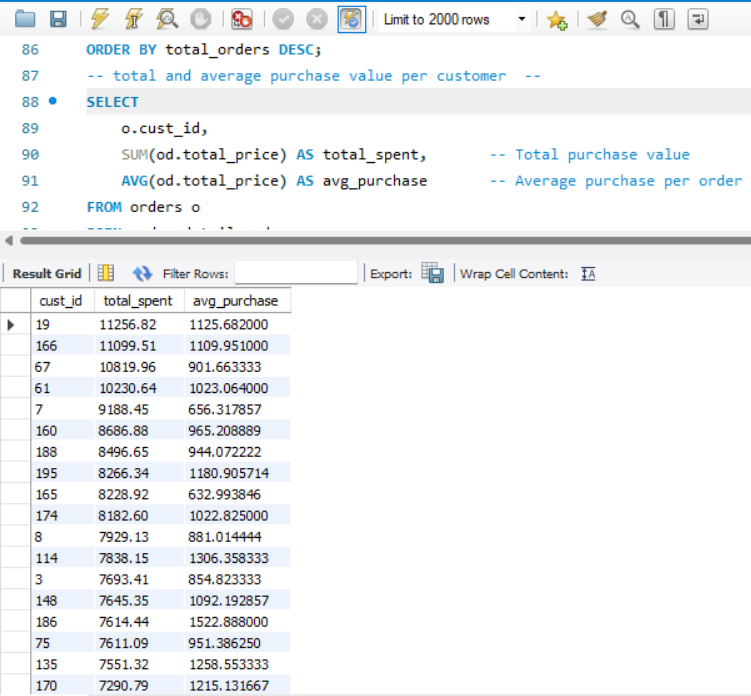 Limit to 2000 rows
86 ORDER BY total_orders DESC;
87 -- total and average purchase value per customer --
88 SELECT
89 o.cust_id,
90 SUM(od.total_price) AS total_spent, -- Total purchase value
91 AVG(od.total_price) AS avg_purchase -- Average purchase per order
92 FROM orders o
Result Grid Filter Rows: Export: Wrap Cell Content:
cust_id total_spent avg_purchase
19 11256.82 1125.682000
166 11099.51 1109.951000
67 10819.96 901.663333
61 10230.64 1023.064000
7 9188.45 656.317857
160 8686.88 965.208889
188 8496.65 944.072222
195 8266.34 1180.905714
165 8228.92 632.993846
174 8182.60 1022.825000
8 7929.13 881.014444
114 7838.15 1306.358333
3 7693.41 854.823333
148 7645.35 1092.192857
186 7614.44 1522.888000
75 7611.09 951.386250
135 7551.32 1258.553333
170 7290.79 1215.131667